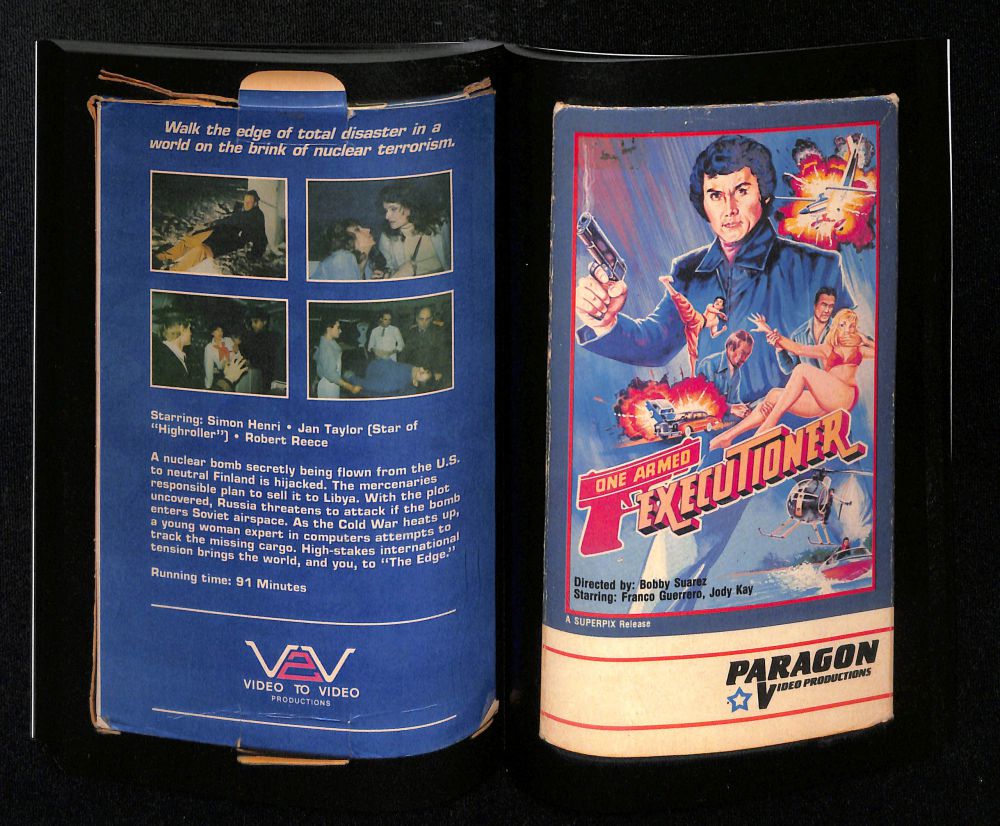 Walk the edge of total disaster in a
world on the brink of nuclear terrorism.
Starring: Simon Henri • Jan Taylor (Star of
“Highroller”) • Robert Reece
A nuclear bomb secretly being flown from the U.S.
to neutral Finland is hijacked. The mercenaries
responsible plan to sell it to Libya. With the plot
uncovered, Russia threatens to attack if the bomb
enters Soviet airspace. As the Cold War heats up,
a young woman expert in computers attempts to
track the missing cargo. High-stakes international
tension brings the world, and you, to “The Edge.”
Running time: 91 Minutes
V2V
VIDEO TO VIDEO
PRODUCTIONS
ONE ARMED
EXECUTIONER
Directed by: Bobby Suarez
Starring: Franco Guerrero, Jody Kay
A SUPERPIX Release
PARAGON
VIDEO PRODUCTIONS